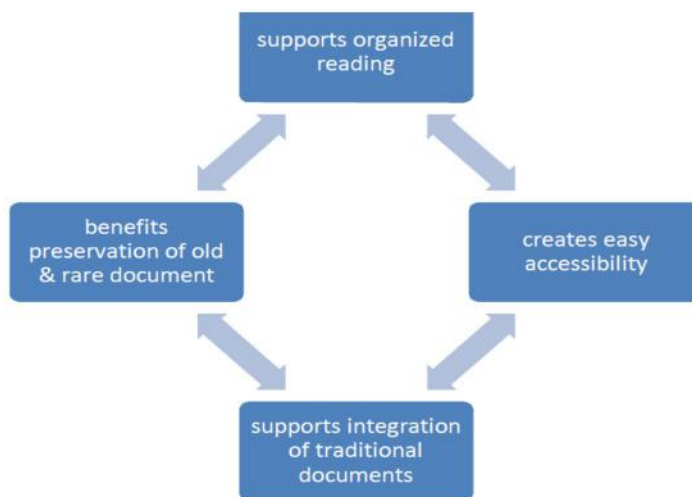 supports organized
reading
benefits
preservation of old
& rare document
creates easy
accessibility
supports integration
of traditional
documents